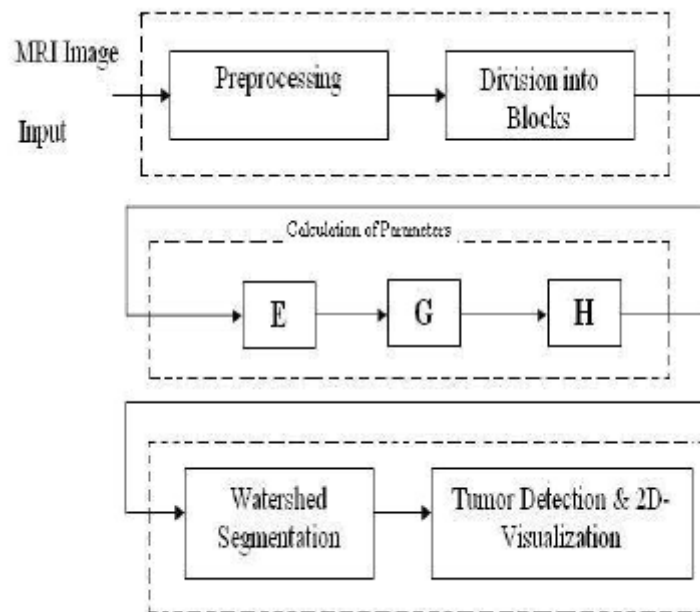 MRI Image
Input
Preprocessing
Division into
Blocks
Calculation of Parameters
E
G
H
Watershed
Segmentation
Tumor Detection & 2D-
Visualization